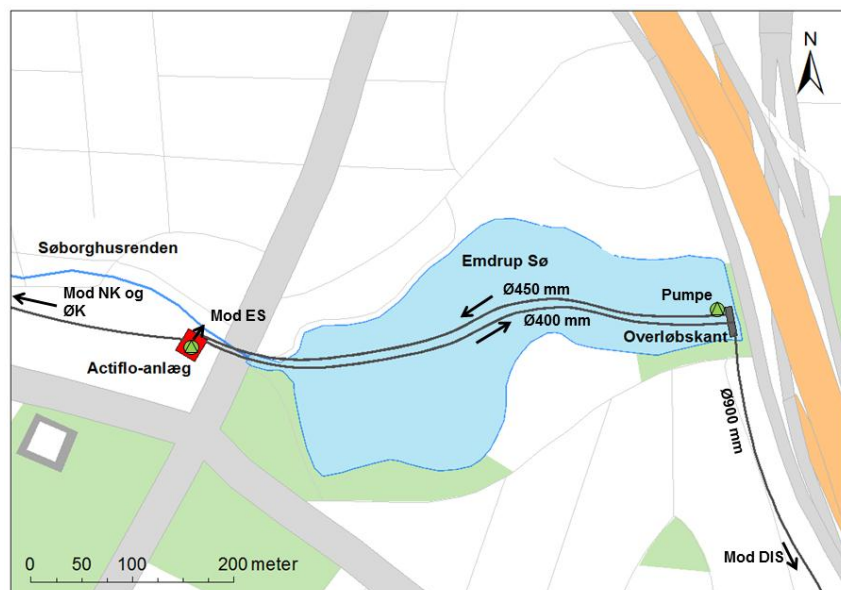 N
Søborghusrenden
Emdrup Sø
Mod NK og
ØK
Mod ES
Ø450 mm
Pumpe
Ø400 mm
Overløbskant
Actiflo-anlæg
Ø900 mm
Mod DIS
0 50 100 200 meter